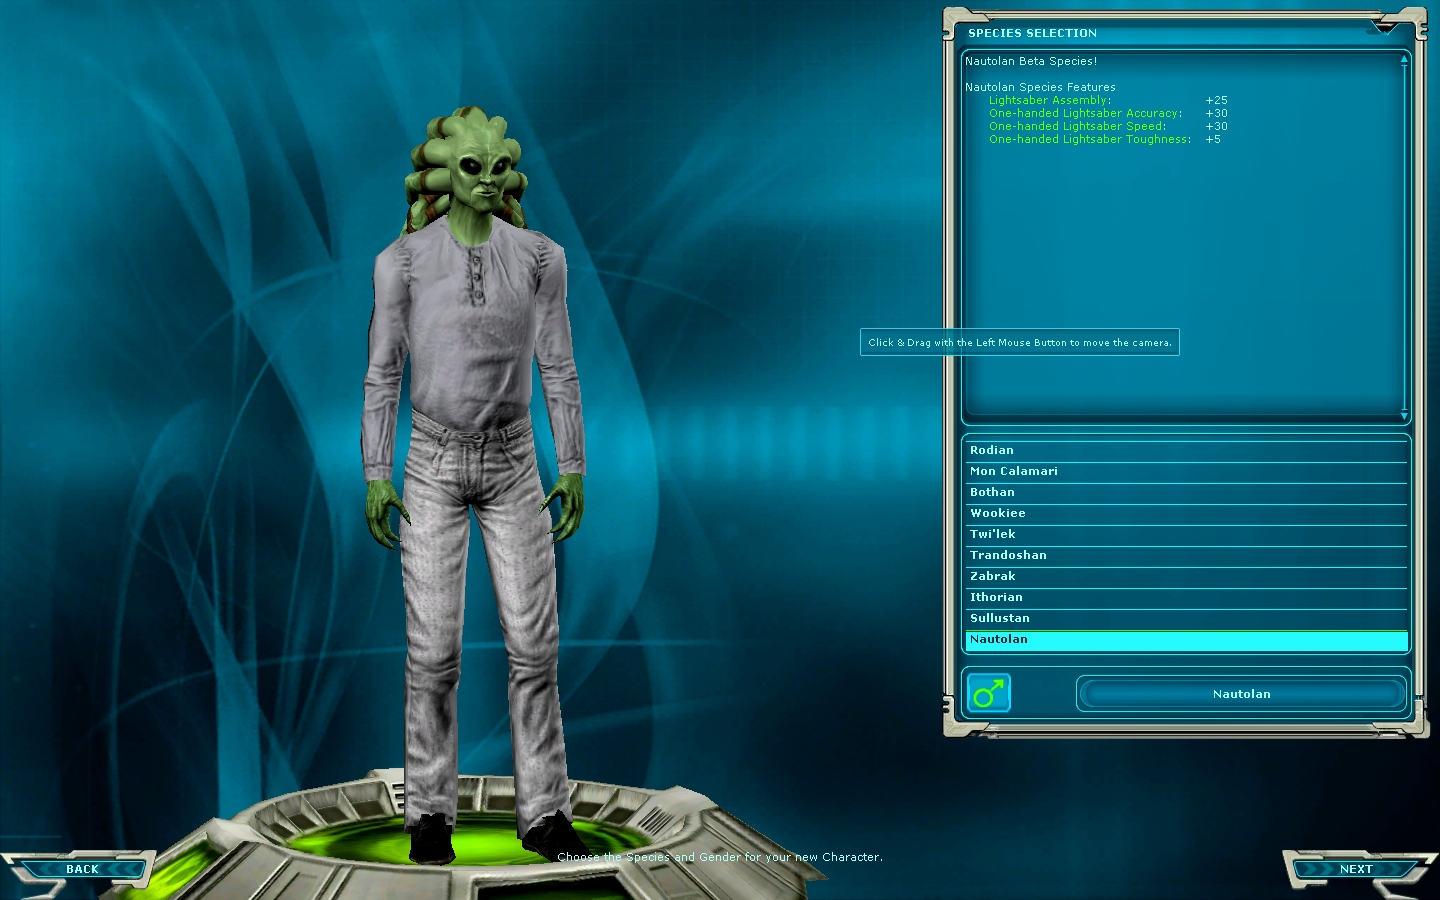 SPECIES SELECTION
Nautolan Beta Species!
Nautolan Species Features
Lightsaber Assembly: +25
One-handed Lightsaber Accuracy: +30
One-handed Lightsaber Speed: +30
One-handed Lightsaber Toughness: +5
Click & Drag with the Left Mouse Button to move the camera.
Rodian
Mon Calamari
Bothan
Wookiee
Twi'lek
Trandoshan
Zabrak
Ithorian
Sullustan
Nautolan
Nautolan
Choose the Species and Gender for your new Character.
BACK
NEXT